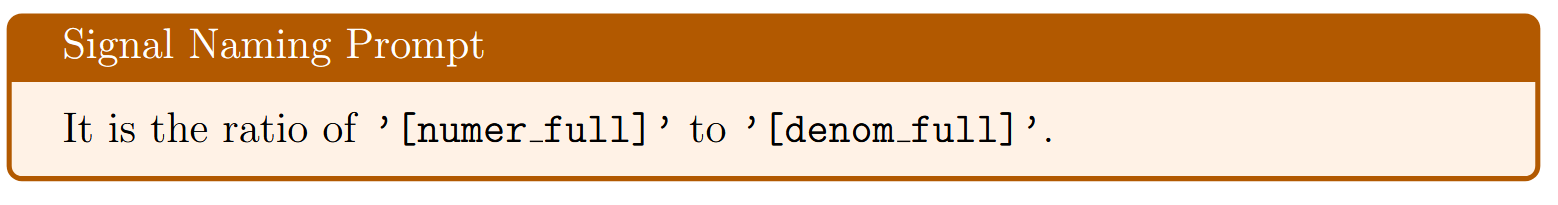 Signal Naming Prompt
It is the ratio of ’[numer_full]’ to ’[denom_full]’.